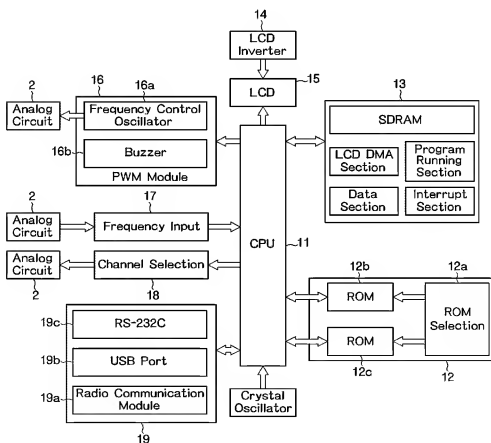 14
LCD
Inverter
15
LCD
2
16
16a
Analog
Circuit
Frequency Control
Oscillator
16b
Buzzer
PWM Module
13
SDRAM
LCD DMA
Section
Program
Running
Section
Data
Section
Interrupt
Section
2
17
Analog
Circuit
Frequency Input
CPU
11
Analog
Circuit
Channel Selection
2
18
12b
12a
ROM
ROM
Selection
ROM
12c
12
19c
RS-232C
19b
USB Port
19a
Radio Communication
Module
19
Crystal
Oscillator